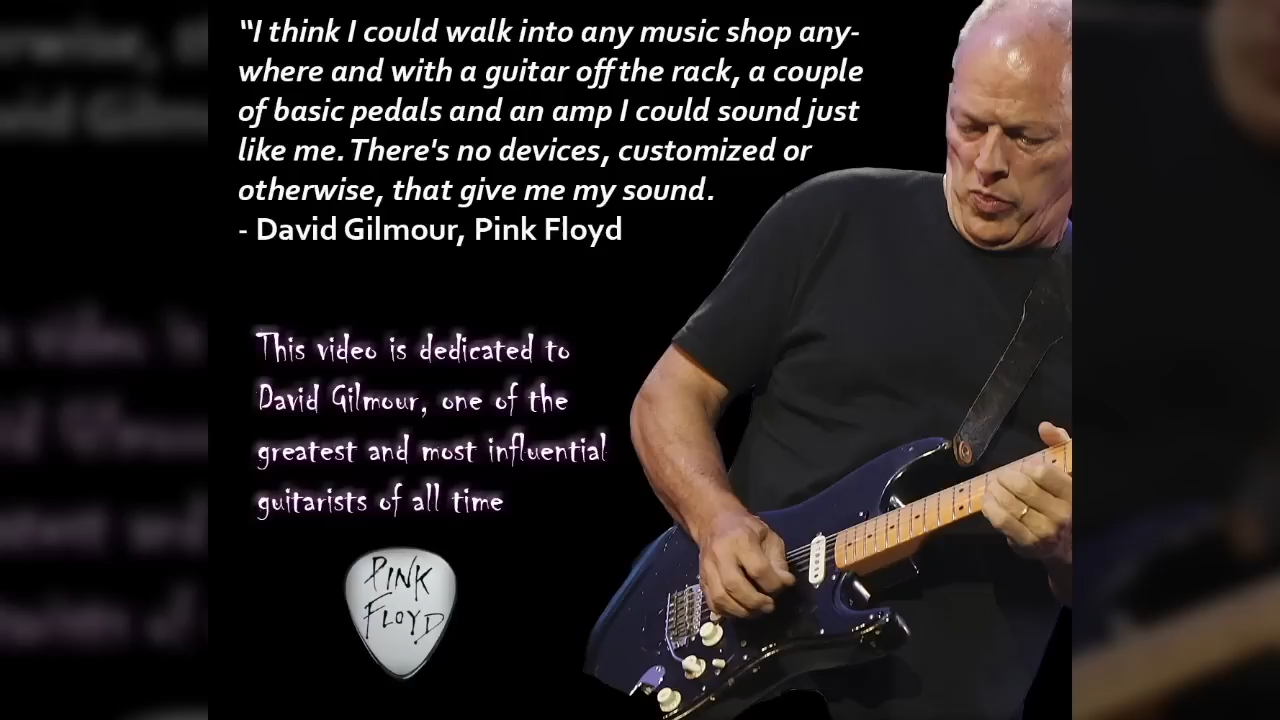 “I think I could walk into any music shop any-
where and with a guitar off the rack, a couple
of basic pedals and an amp I could sound just
like me. There's no devices, customized or
otherwise, that give me my sound.
- David Gilmour, Pink Floyd
This video is dedicated to
David Gilmour, one of the
greatest and most influential
guitarists of all time
PINK
FLOYD